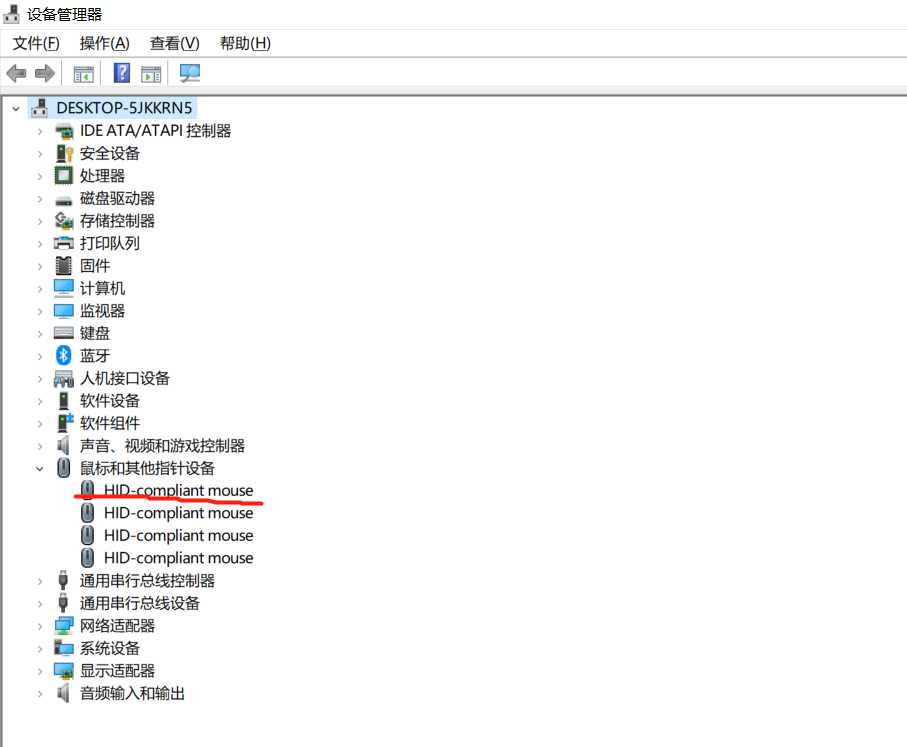 设备管理器
文件(F) 操作(A) 查看(V) 帮助(H)
DESKTOP-5JKKRN5
IDE ATA/ATAPI 控制器
安全设备
处理器
磁盘驱动器
存储控制器
打印队列
固件
计算机
监视器
键盘
蓝牙
人机接口设备
软件设备
软件组件
声音、视频和游戏控制器
鼠标和其他指针设备
HID-compliant mouse
HID-compliant mouse
HID-compliant mouse
HID-compliant mouse
通用串行总线控制器
通用串行总线设备
网络适配器
系统设备
显示适配器
音频输入和输出